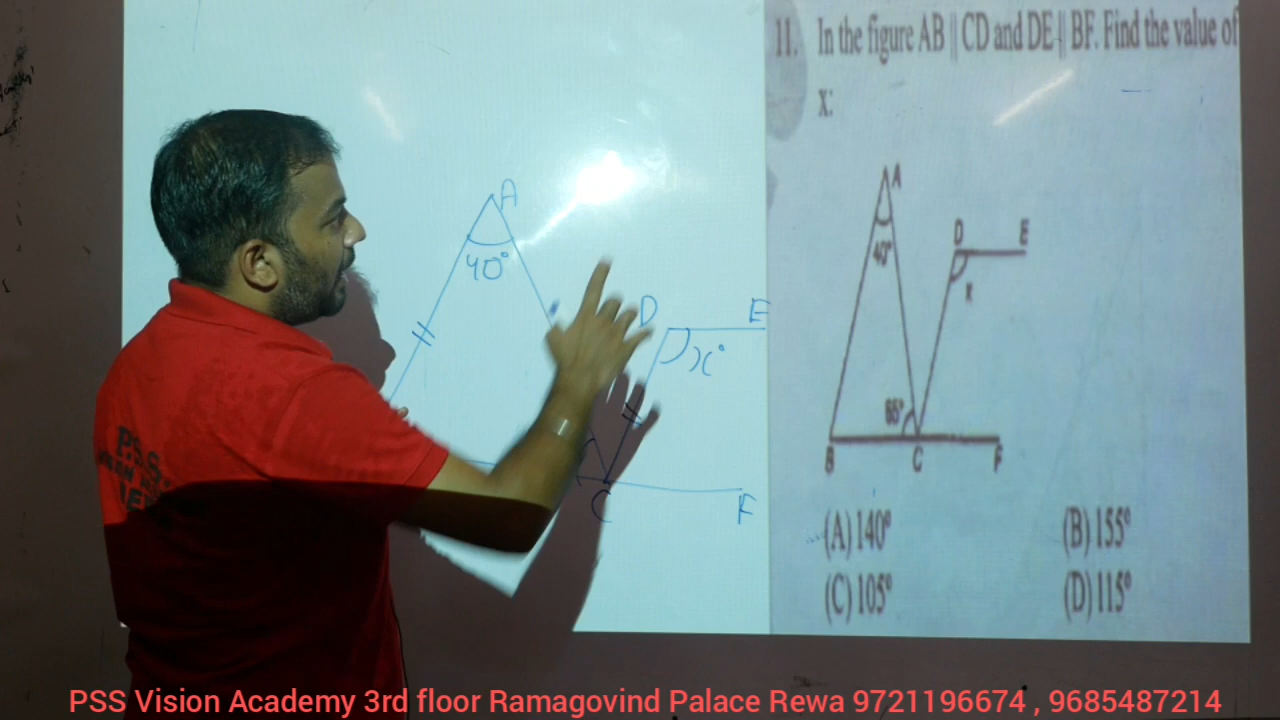 11. In the figure AB || CD and DE || BF. Find the value of
x:
A
40°
D E
x
65°
B C F
(A) 140° (B) 155°
(C) 105° (D) 115°
A
40°
D E
x°
C F
PSS Vision Academy 3rd floor Ramagovind Palace Rewa 9721196674 , 9685487214